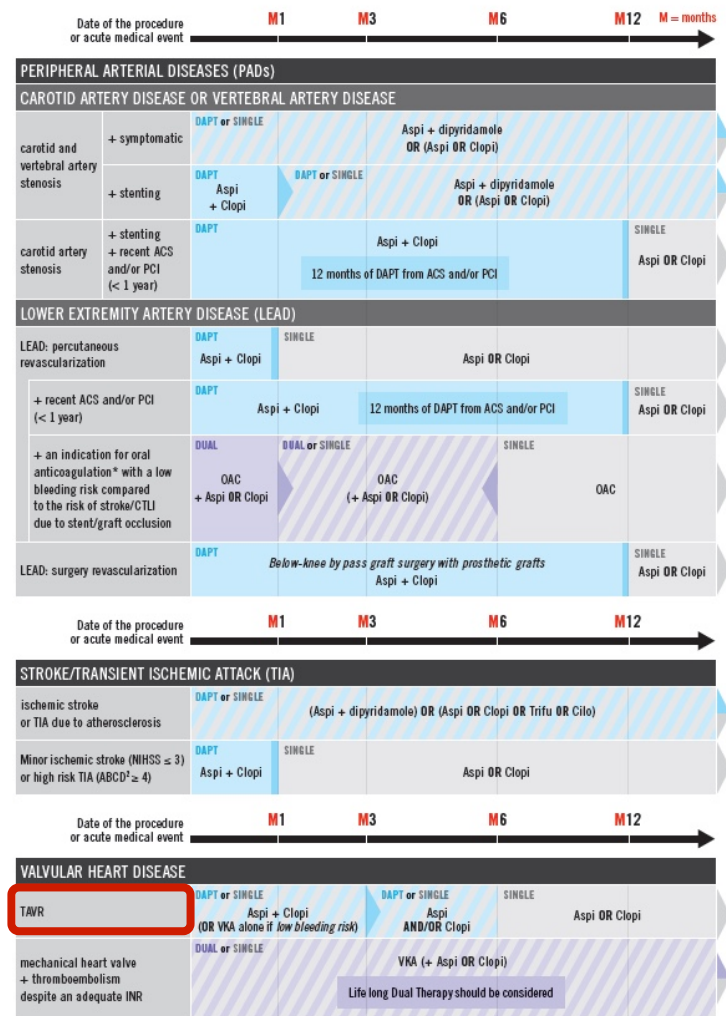 Date of the procedure
or acute medical event
M1 M3 M6 M12 M = months
PERIPHERAL ARTERIAL DISEASES (PADs)
CAROTID ARTERY DISEASE OR VERTEBRAL ARTERY DISEASE
carotid and
vertebral artery
stenosis
+ symptomatic
DAPT or SINGLE
Aspi + dipyridamole
OR (Aspi OR Clopi)
+ stenting
DAPT
Aspi
+ Clopi
DAPT or SINGLE
Aspi + dipyridamole
OR (Aspi OR Clopi)
carotid artery
stenosis
+ stenting
+ recent ACS
and/or PCI
(< 1 year)
DAPT
Aspi + Clopi
12 months of DAPT from ACS and/or PCI
SINGLE
Aspi OR Clopi
LOWER EXTREMITY ARTERY DISEASE (LEAD)
LEAD: percutaneous
revascularization
DAPT
Aspi + Clopi
SINGLE
Aspi OR Clopi
+ recent ACS and/or PCI
(< 1 year)
DAPT
Aspi + Clopi
12 months of DAPT from ACS and/or PCI
SINGLE
Aspi OR Clopi
+ an indication for oral
anticoagulation* with a low
bleeding risk compared
to the risk of stroke/CTLI
due to stent/graft occlusion
DUAL
OAC
+ Aspi OR Clopi
DUAL or SINGLE
OAC
(+ Aspi OR Clopi)
SINGLE
OAC
LEAD: surgery revascularization
DAPT
Below-knee by pass graft surgery with prosthetic grafts
Aspi + Clopi
SINGLE
Aspi OR Clopi
Date of the procedure
or acute medical event
M1 M3 M6 M12
STROKE/TRANSIENT ISCHEMIC ATTACK (TIA)
ischemic stroke
or TIA due to atherosclerosis
DAPT or SINGLE
(Aspi + dipyridamole) OR (Aspi OR Clopi OR Trifu OR Cilo)
Minor ischemic stroke (NIHSS ≤ 3)
or high risk TIA (ABCD² ≥ 4)
DAPT
Aspi + Clopi
SINGLE
Aspi OR Clopi
Date of the procedure
or acute medical event
M1 M3 M6 M12
VALVULAR HEART DISEASE
TAVR
DAPT or SINGLE
Aspi + Clopi
(OR VKA alone if low bleeding risk)
DAPT or SINGLE
Aspi
AND/OR Clopi
SINGLE
Aspi OR Clopi
mechanical heart valve
+ thromboembolism
despite an adequate INR
DUAL or SINGLE
VKA (+ Aspi OR Clopi)
Life long Dual Therapy should be considered